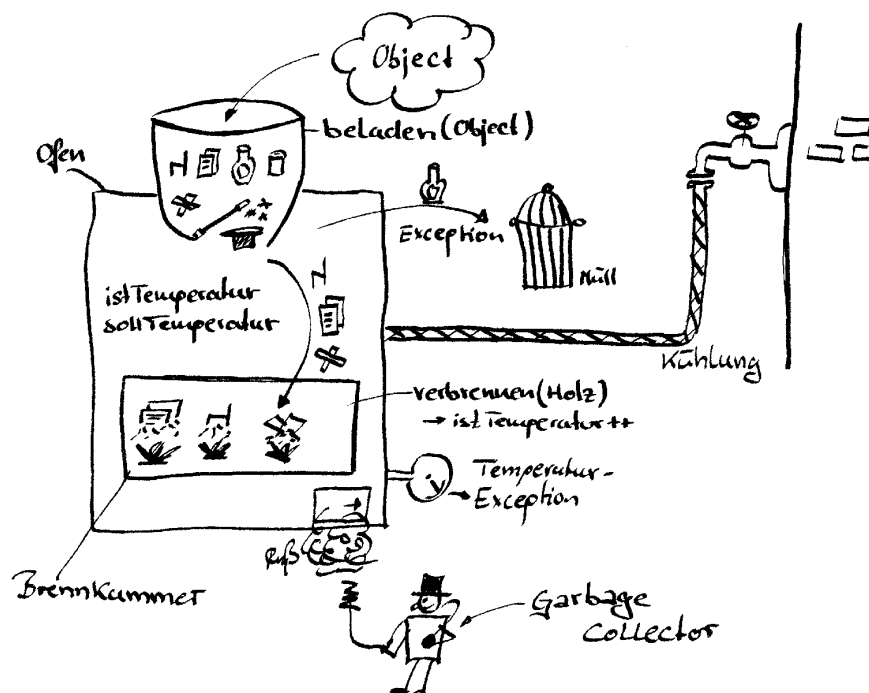 Object
beladen(Object)
Ofen
Exception
Müll
istTemperatur
sollTemperatur
Kühlung
verbrennen(Holz)
→ istTemperatur++
Temperatur-
Exception
Ruß
Brennkammer
Garbage
Collector